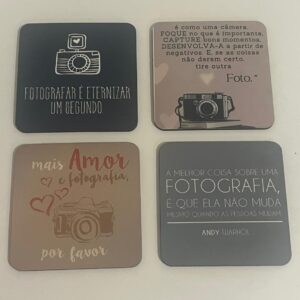 FOTOGRAFAR É ETERNIZAR
UM SEGUNDO
é como uma câmera.
FOQUE no que é importante,
CAPTURE bons momentos,
DESENVOLVA-A a partir de
negativos. E, se as coisas
não deram certo,
tire outra
Foto."
mais Amor
e fotografia,
por favor
A MELHOR COISA SOBRE UMA
FOTOGRAFIA,
É QUE ELA NÃO MUDA
MESMO QUANDO AS PESSOAS MUDAM
ANDY WARHOL